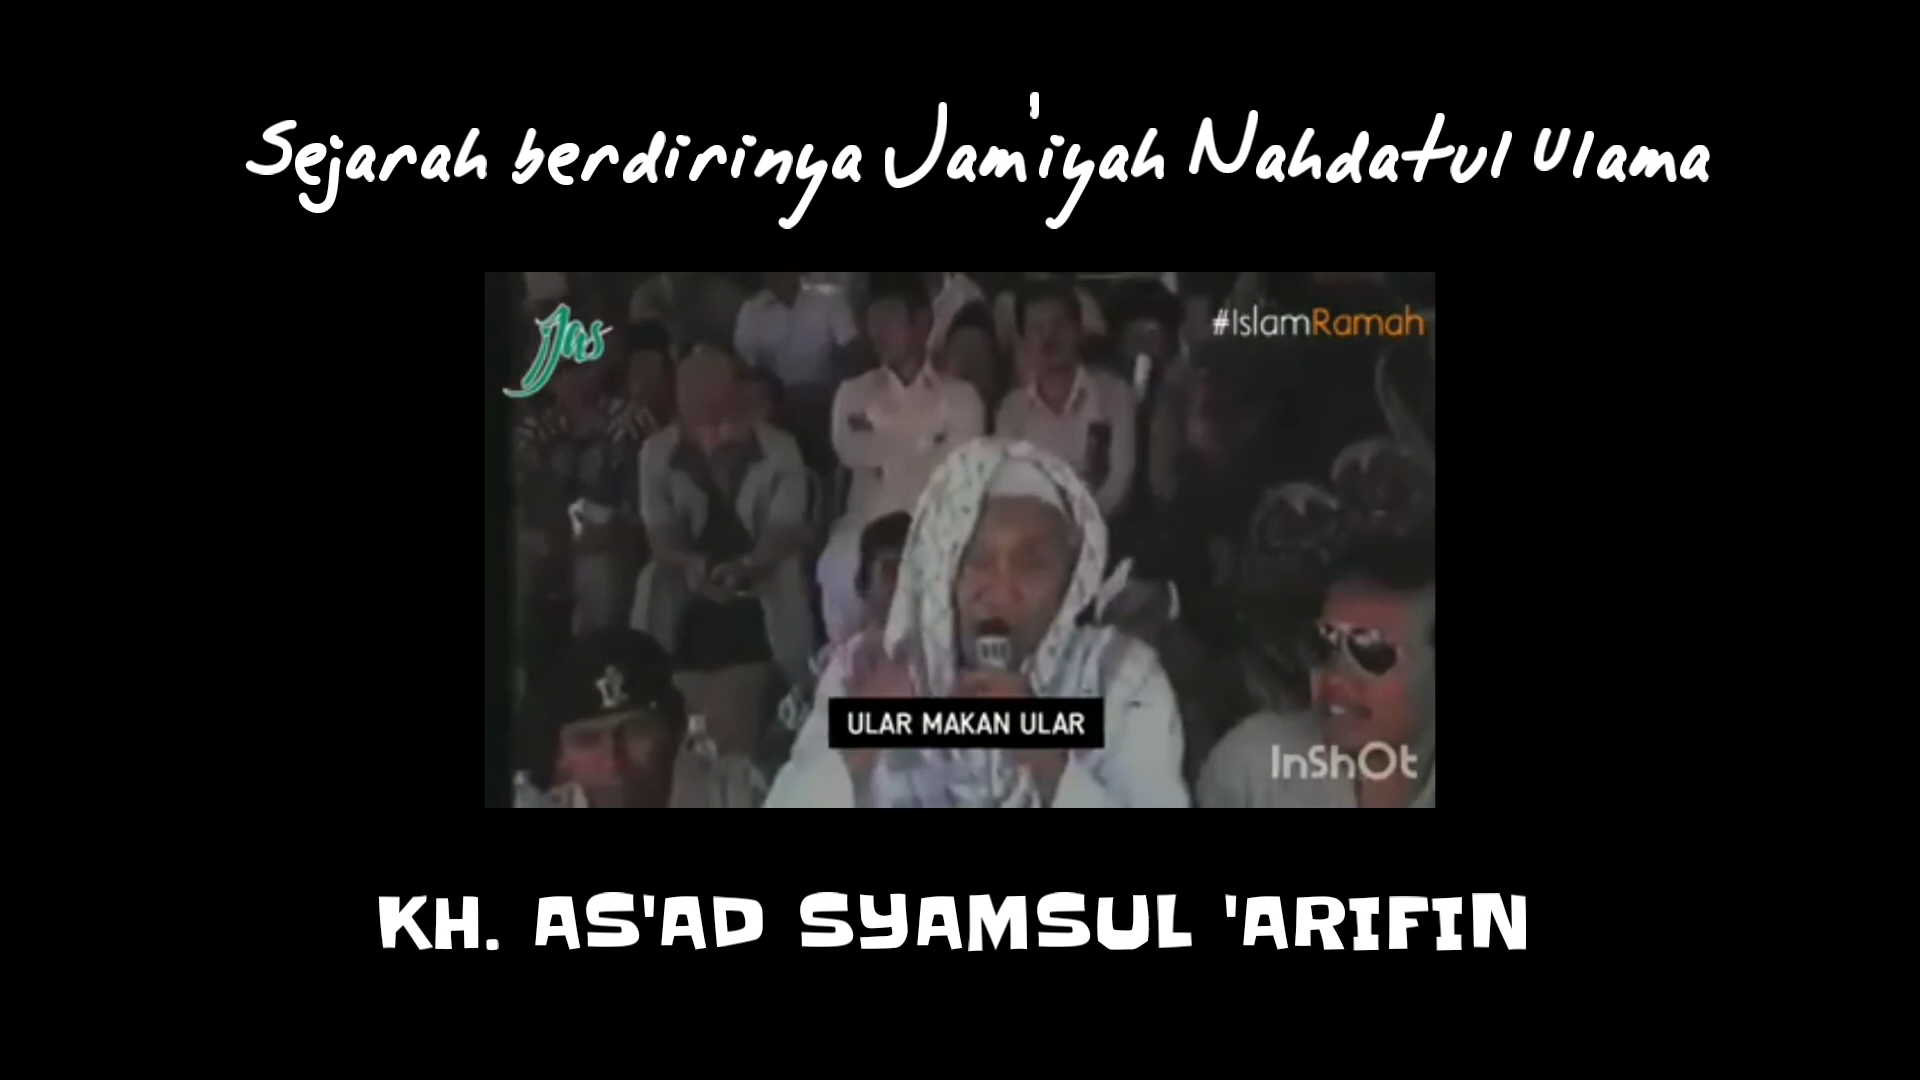 Sejarah berdirinya Jam'iyah Nahdatul Ulama
Jas
#IslamRamah
ULAR MAKAN ULAR
InShOt
KH. AS'AD SYAMSUL 'ARIFIN